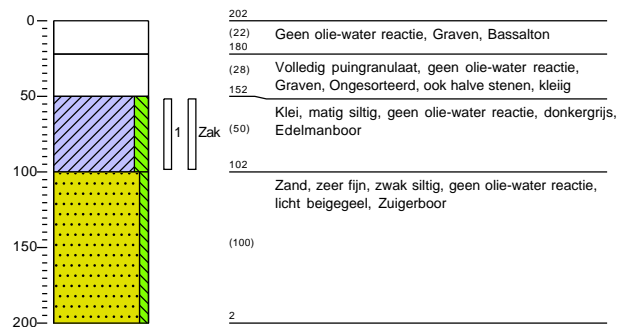 0
50
100
150
200
1
Zak
202
(22)
Geen olie-water reactie, Graven, Bassalton
180
(28)
Volledig puingranulaat, geen olie-water reactie,
Graven, Ongesorteerd, ook halve stenen, kleiig
152
Klei, matig siltig, geen olie-water reactie, donkergrijs,
(50)
Edelmanboor
102
Zand, zeer fijn, zwak siltig, geen olie-water reactie,
licht beigegeel, Zuigerboor
(100)
2